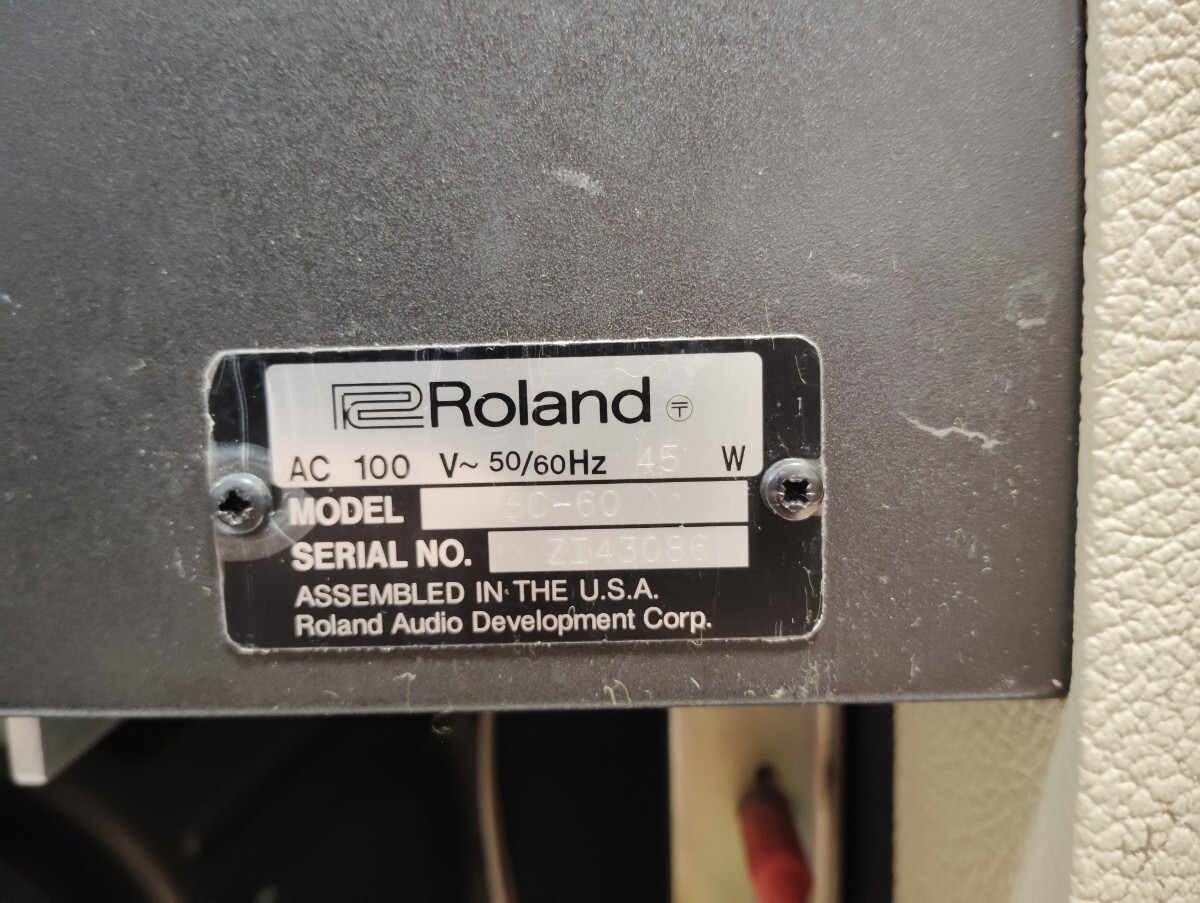 Roland 〒
AC 100 V~ 50/60Hz 45 W
MODEL BC-60
SERIAL NO. ZI43086
ASSEMBLED IN THE U.S.A.
Roland Audio Development Corp.